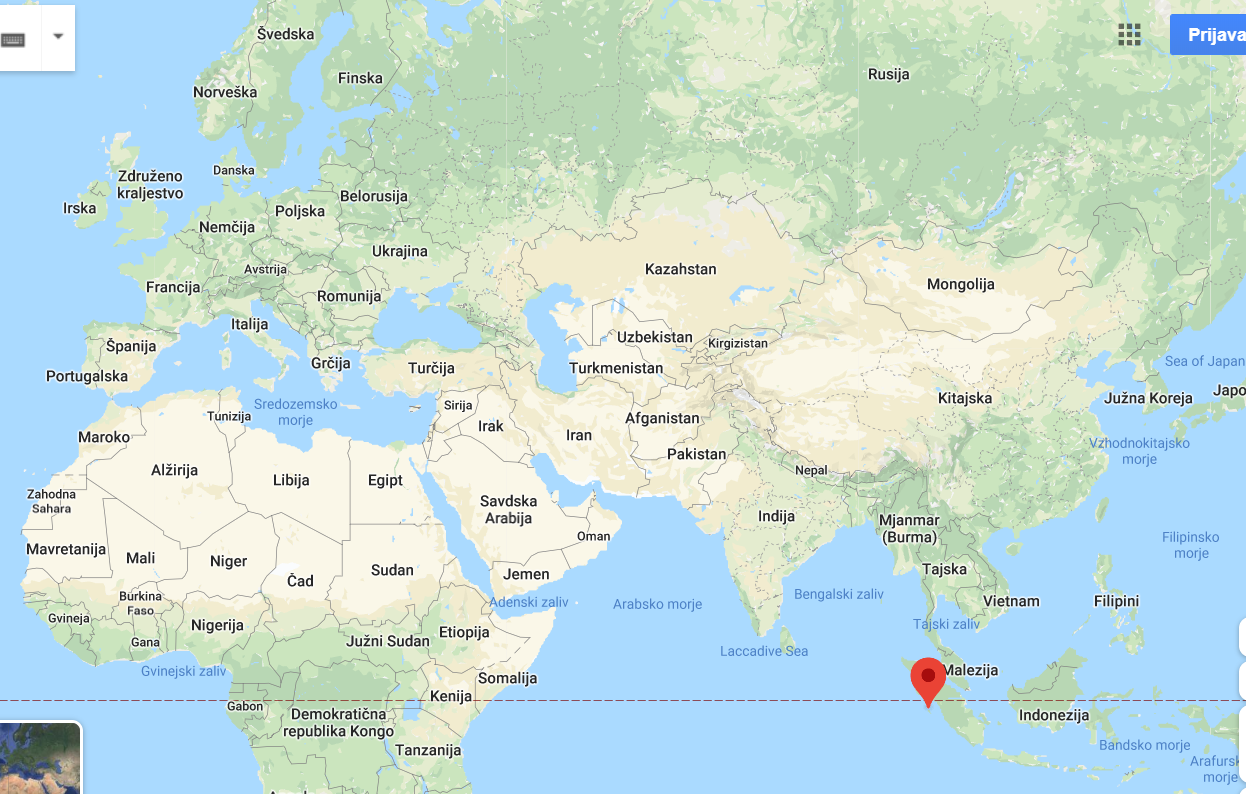 Švedska
Prijava
Finska
Rusija
Norveška
Danska
Združeno
kraljestvo
Irska
Belorusija
Poljska
Nemčija
Ukrajina
Avstrija
Kazahstan
Francija
Mongolija
Romunija
Italija
Uzbekistan
Kirgizistan
Španija
Grčija
Sea of Japan
Portugalska
Turčija
Turkmenistan
Japo
Kitajska
Južna Koreja
Sredozemsko
morje
Sirija
Tunizija
Afganistan
Irak
Maroko
Iran
Vzhodnokitajsko
morje
Pakistan
Alžirija
Nepal
Libija
Egipt
Zahodna
Sahara
Savdska
Arabija
Indija
Mjanmar
(Burma)
Oman
Filipinsko
morje
Mavretanija
Mali
Niger
Čad
Sudan
Jemen
Tajska
Burkina
Faso
Adenski zaliv
Arabsko morje
Bengalski zaliv
Vietnam
Filipini
Gvineja
Nigerija
Tajski zaliv
Etiopija
Gana
Južni Sudan
Laccadive Sea
Gvinejski zaliv
Somalija
Malezija
Kenija
Gabon
Demokratična
republika Kongo
Indonezija
Tanzanija
Bandsko morje
Arafursk
morje